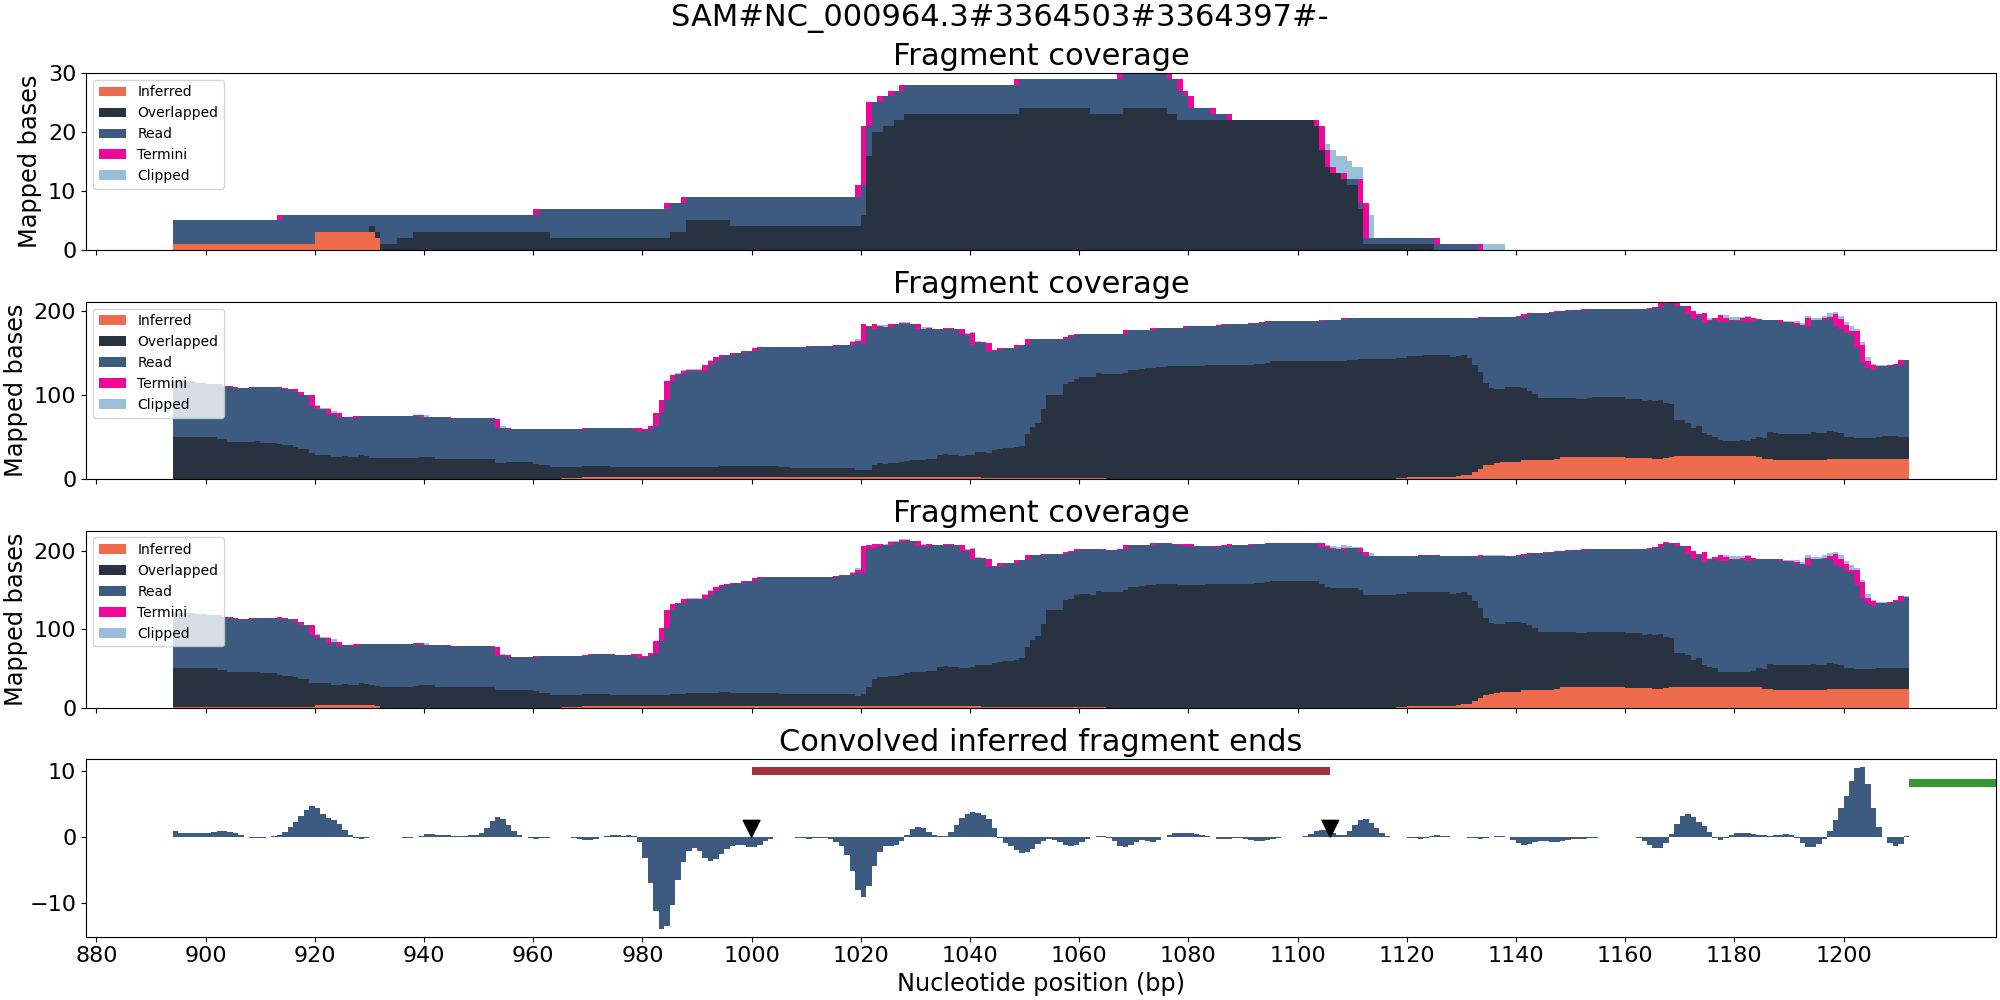 SAM#NC_000964.3#3364503#3364397#-
Fragment coverage
Mapped bases
30
20
10
0
Inferred
Overlapped
Read
Termini
Clipped
Fragment coverage
Mapped bases
200
100
0
Inferred
Overlapped
Read
Termini
Clipped
Fragment coverage
Mapped bases
200
100
0
Inferred
Overlapped
Read
Termini
Clipped
Convolved inferred fragment ends
10
0
−10
880 900 920 940 960 980 1000 1020 1040 1060 1080 1100 1120 1140 1160 1180 1200
Nucleotide position (bp)